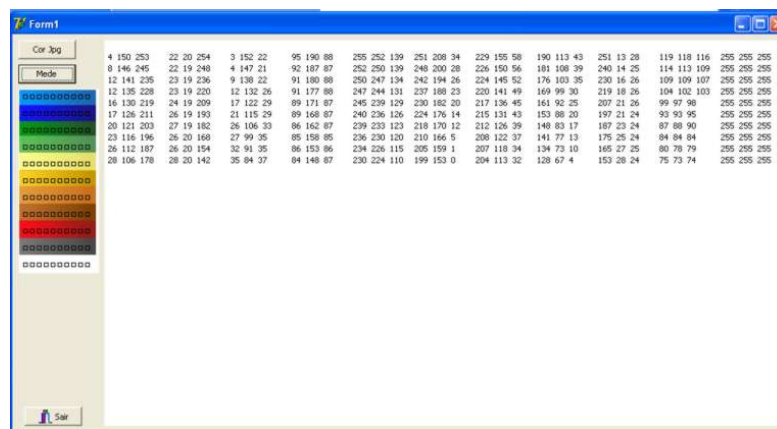 Form1
Cor Jpg
Mede
4 150 253 22 20 254 3 152 22 95 190 88 255 252 139 251 208 34 229 155 58 190 113 43 251 13 28 119 118 116 255 255 255
8 146 245 22 19 248 4 147 21 92 187 87 252 250 139 248 200 28 226 150 56 181 108 39 240 14 25 114 113 109 255 255 255
12 141 235 23 19 236 9 138 22 91 180 88 250 247 134 242 194 26 224 145 52 176 103 35 230 16 26 109 109 107 255 255 255
12 135 228 23 19 220 12 132 26 91 177 88 247 244 131 237 188 23 220 141 49 169 99 30 219 18 26 104 102 103 255 255 255
16 130 219 24 19 209 17 122 29 89 171 87 245 239 129 230 182 20 217 136 45 161 92 25 207 21 26 99 97 98 255 255 255
17 126 211 26 19 193 21 115 29 89 168 87 240 236 126 224 176 14 215 131 43 153 88 20 197 21 24 93 93 95 255 255 255
20 121 203 27 19 182 26 106 33 86 162 87 239 233 123 218 170 12 212 126 39 148 83 17 187 23 24 87 88 90 255 255 255
23 116 196 26 20 168 27 99 35 85 158 85 236 230 120 210 166 5 208 122 37 141 77 13 175 25 24 84 84 84 255 255 255
26 112 187 26 20 154 32 91 35 86 153 86 234 226 115 205 159 1 207 118 34 134 73 10 165 27 25 80 78 79 255 255 255
28 106 178 28 20 142 35 84 37 84 148 87 230 224 110 199 153 0 204 113 32 128 67 4 153 28 24 75 73 74 255 255 255
Sair